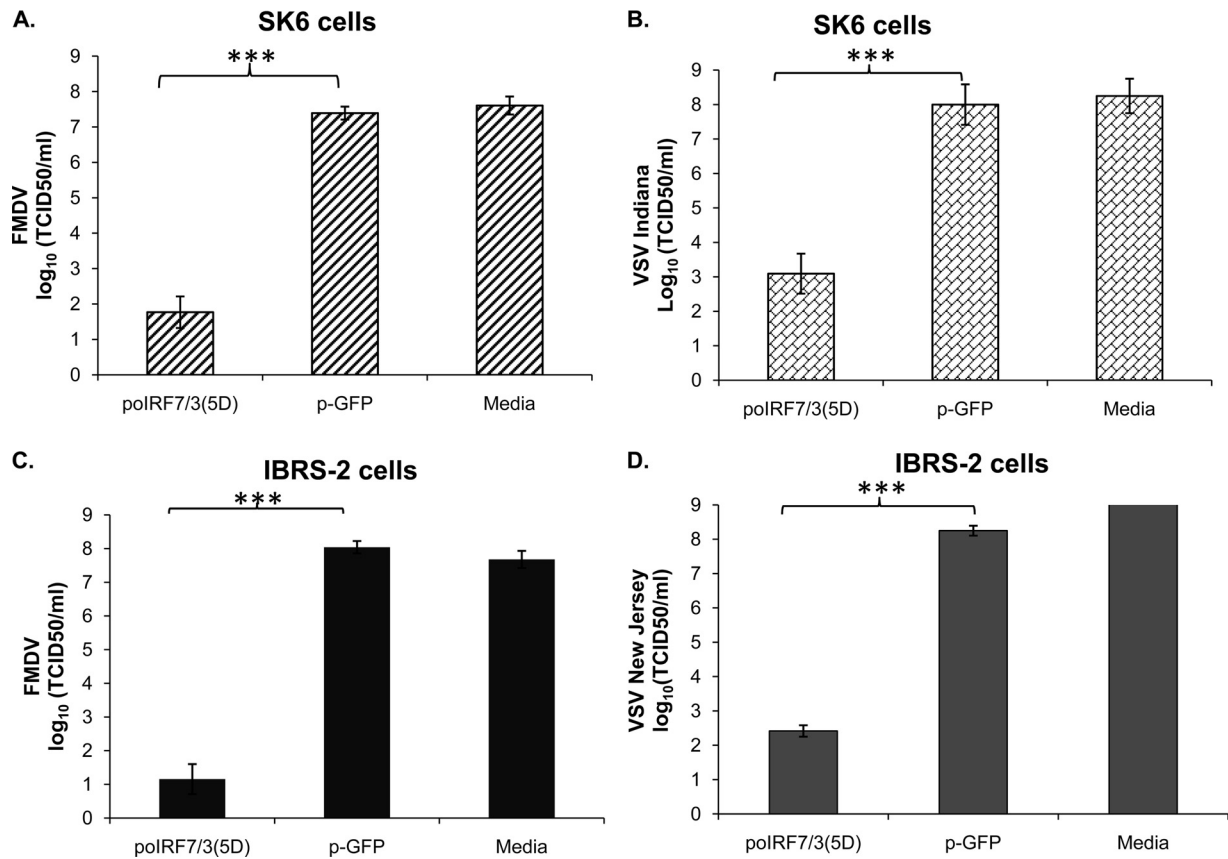 A.
SK6 cells
***
9
8
7
6
5
4
3
2
1
0
FMDV
log10 (TCID50/ml)
poIRF7/3(5D) p-GFP Media
B.
SK6 cells
***
9
8
7
6
5
4
3
2
1
0
VSV Indiana
Log10 (TCID50/ml)
poIRF7/3(5D) p-GFP Media
C.
IBRS-2 cells
***
9
8
7
6
5
4
3
2
1
0
FMDV
log10 (TCID50/ml)
poIRF7/3(5D) p-GFP Media
D.
IBRS-2 cells
***
9
8
7
6
5
4
3
2
1
0
VSV New Jersey
log10(TCID50/ml)
poIRF7/3(5D) p-GFP Media